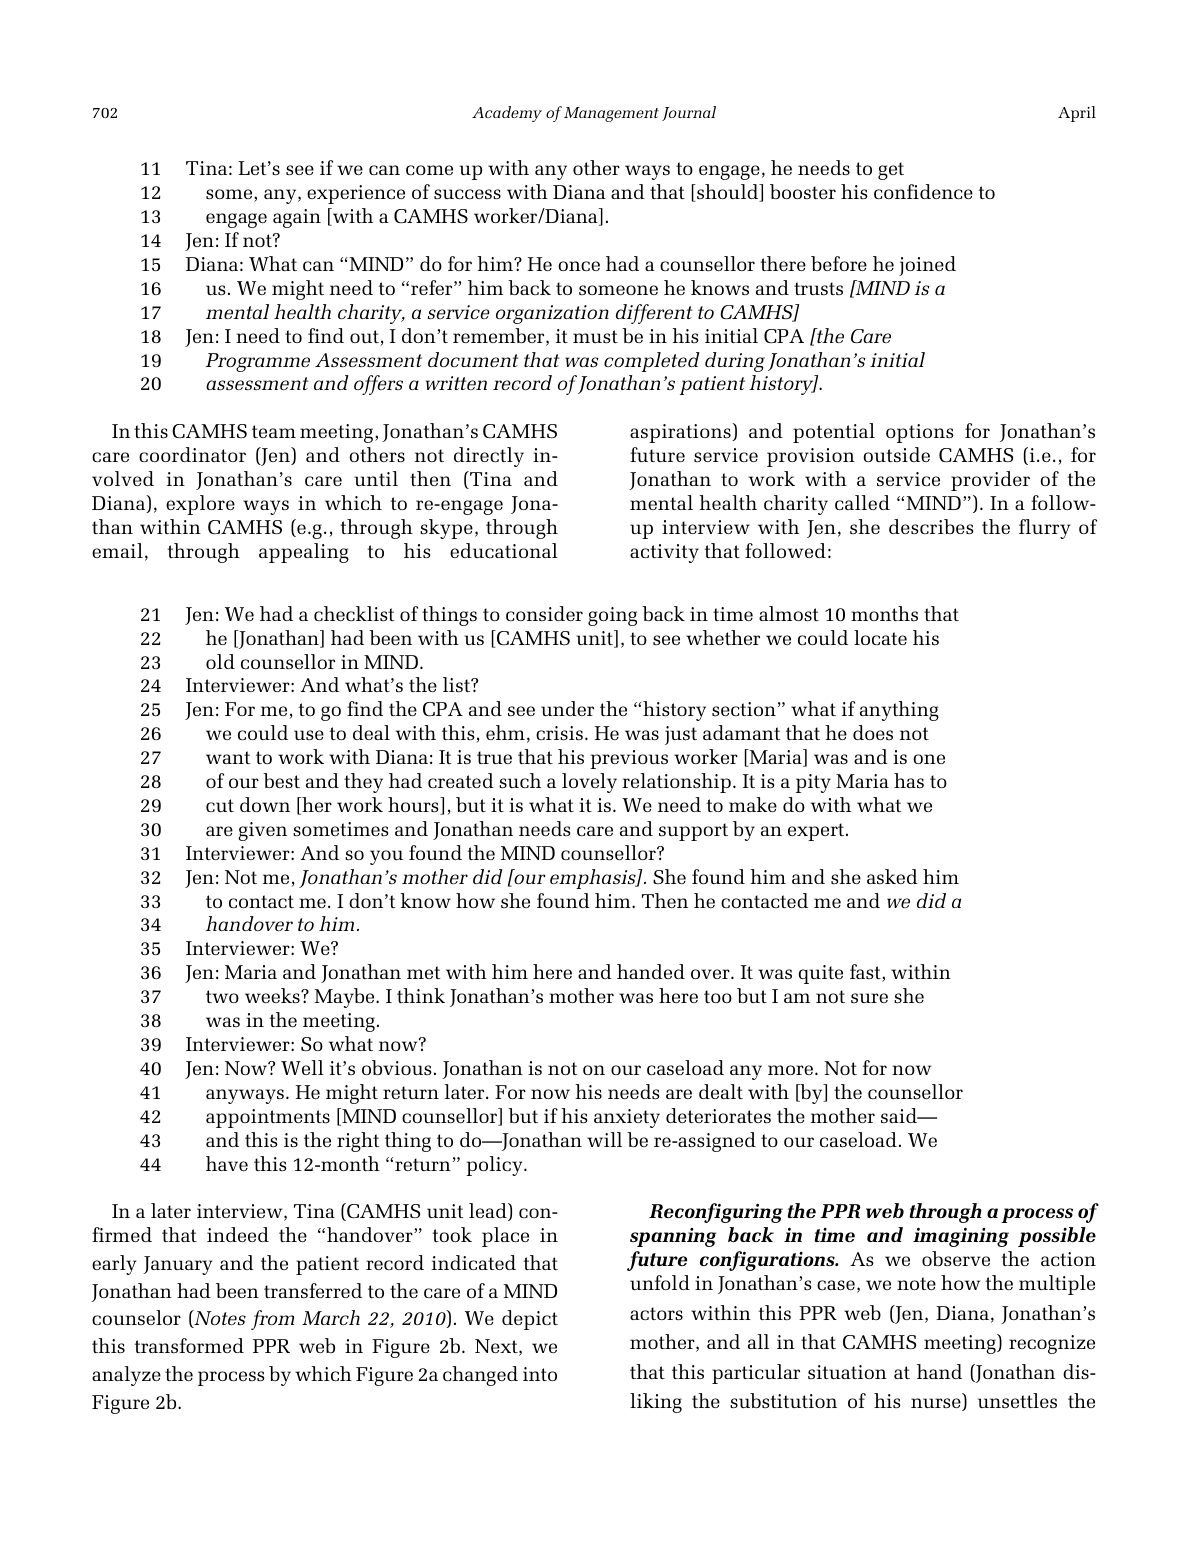 702 Academy of Management Journal April
11 Tina: Let’s see if we can come up with any other ways to engage, he needs to get
12 some, any, experience of success with Diana and that [should] booster his confidence to
13 engage again [with a CAMHS worker/Diana].
14 Jen: If not?
15 Diana: What can “MIND” do for him? He once had a counsellor there before he joined
16 us. We might need to “refer” him back to someone he knows and trusts [MIND is a
17 mental health charity, a service organization different to CAMHS]
18 Jen: I need to find out, I don’t remember, it must be in his initial CPA [the Care
19 Programme Assessment document that was completed during Jonathan’s initial
20 assessment and offers a written record of Jonathan’s patient history].
In this CAMHS team meeting, Jonathan’s CAMHS
care coordinator (Jen) and others not directly in-
volved in Jonathan’s care until then (Tina and
Diana), explore ways in which to re-engage Jona-
than within CAMHS (e.g., through skype, through
email, through appealing to his educational
aspirations) and potential options for Jonathan’s
future service provision outside CAMHS (i.e., for
Jonathan to work with a service provider of the
mental health charity called “MIND”). In a follow-
up interview with Jen, she describes the flurry of
activity that followed:
21 Jen: We had a checklist of things to consider going back in time almost 10 months that
22 he [Jonathan] had been with us [CAMHS unit], to see whether we could locate his
23 old counsellor in MIND.
24 Interviewer: And what’s the list?
25 Jen: For me, to go find the CPA and see under the “history section” what if anything
26 we could use to deal with this, ehm, crisis. He was just adamant that he does not
27 want to work with Diana: It is true that his previous worker [Maria] was and is one
28 of our best and they had created such a lovely relationship. It is a pity Maria has to
29 cut down [her work hours], but it is what it is. We need to make do with what we
30 are given sometimes and Jonathan needs care and support by an expert.
31 Interviewer: And so you found the MIND counsellor?
32 Jen: Not me, Jonathan’s mother did [our emphasis]. She found him and she asked him
33 to contact me. I don’t know how she found him. Then he contacted me and we did a
34 handover to him.
35 Interviewer: We?
36 Jen: Maria and Jonathan met with him here and handed over. It was quite fast, within
37 two weeks? Maybe. I think Jonathan’s mother was here too but I am not sure she
38 was in the meeting.
39 Interviewer: So what now?
40 Jen: Now? Well it’s obvious. Jonathan is not on our caseload any more. Not for now
41 anyways. He might return later. For now his needs are dealt with [by] the counsellor
42 appointments [MIND counsellor] but if his anxiety deteriorates the mother said—
43 and this is the right thing to do—Jonathan will be re-assigned to our caseload. We
44 have this 12-month “return” policy.
In a later interview, Tina (CAMHS unit lead) con-
firmed that indeed the “handover” took place in
early January and the patient record indicated that
Jonathan had been transferred to the care of a MIND
counselor (Notes from March 22, 2010). We depict
this transformed PPR web in Figure 2b. Next, we
analyze the process by which Figure 2a changed into
Figure 2b.
Reconfiguring the PPR web through a process of
spanning back in time and imagining possible
future configurations. As we observe the action
unfold in Jonathan’s case, we note how the multiple
actors within this PPR web (Jen, Diana, Jonathan’s
mother, and all in that CAMHS meeting) recognize
that this particular situation at hand (Jonathan dis-
liking the substitution of his nurse) unsettles the